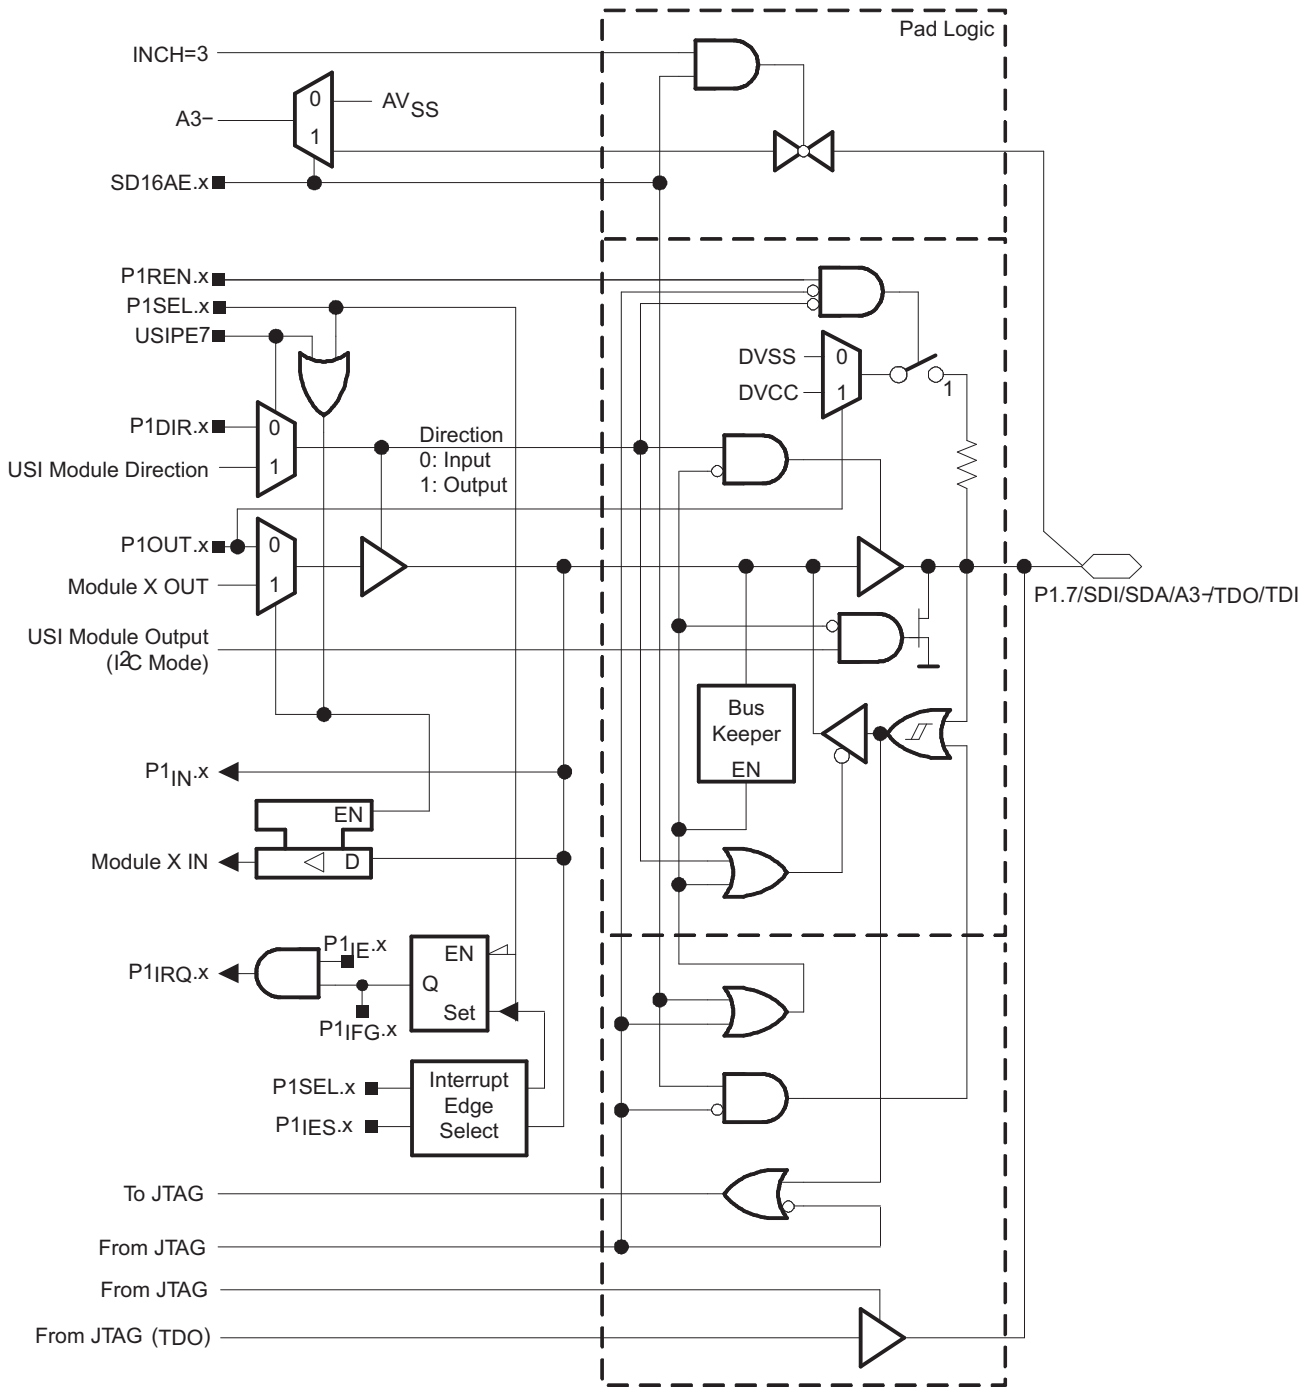 Pad Logic
INCH=3
0
AVSS
A3−
1
SD16AE.x
P1REN.x
P1SEL.x
USIPE7
DVSS
0
DVCC
1
1
P1DIR.x
0
Direction
0: Input
1: Output
USI Module Direction
1
P1OUT.x
0
Module X OUT
1
P1.7/SDI/SDA/A3−/TDO/TDI
USI Module Output
(I2C Mode)
Bus
Keeper
EN
P1IN.x
EN
Module X IN
D
P1IE.x
EN
P1IRQ.x
Q
Set
P1IFG.x
P1SEL.x
Interrupt
Edge
Select
P1IES.x
To JTAG
From JTAG
From JTAG
From JTAG (TDO)